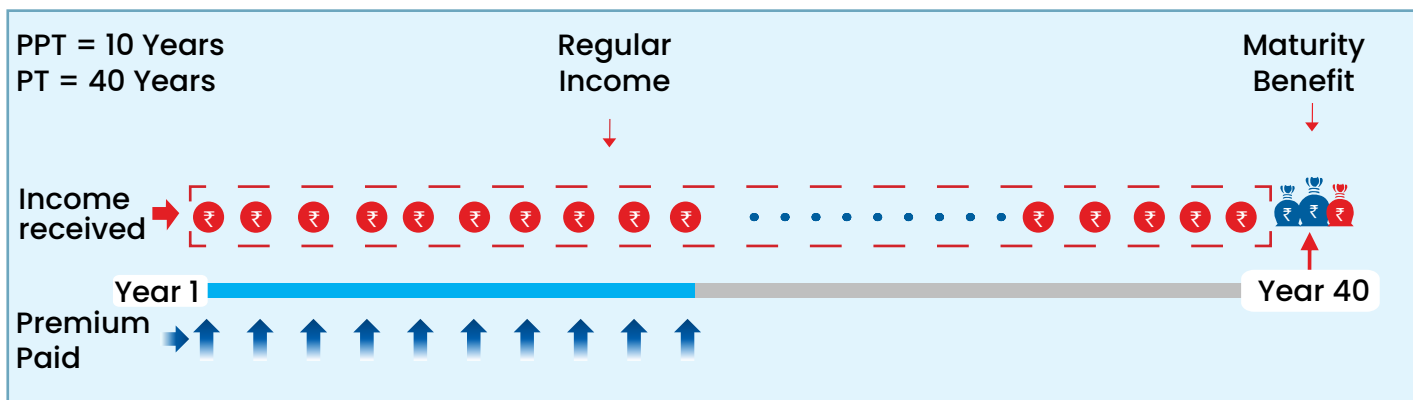 PPT = 10 Years
PT = 40 Years
Regular
Income
Maturity
Benefit
Income
received
₹ ₹ ₹ ₹ ₹ ₹ ₹ ₹ ₹ ₹ ₹ ₹ ₹ ₹ ₹ ₹ ₹ ₹
Year 1
Year 40
Premium
Paid